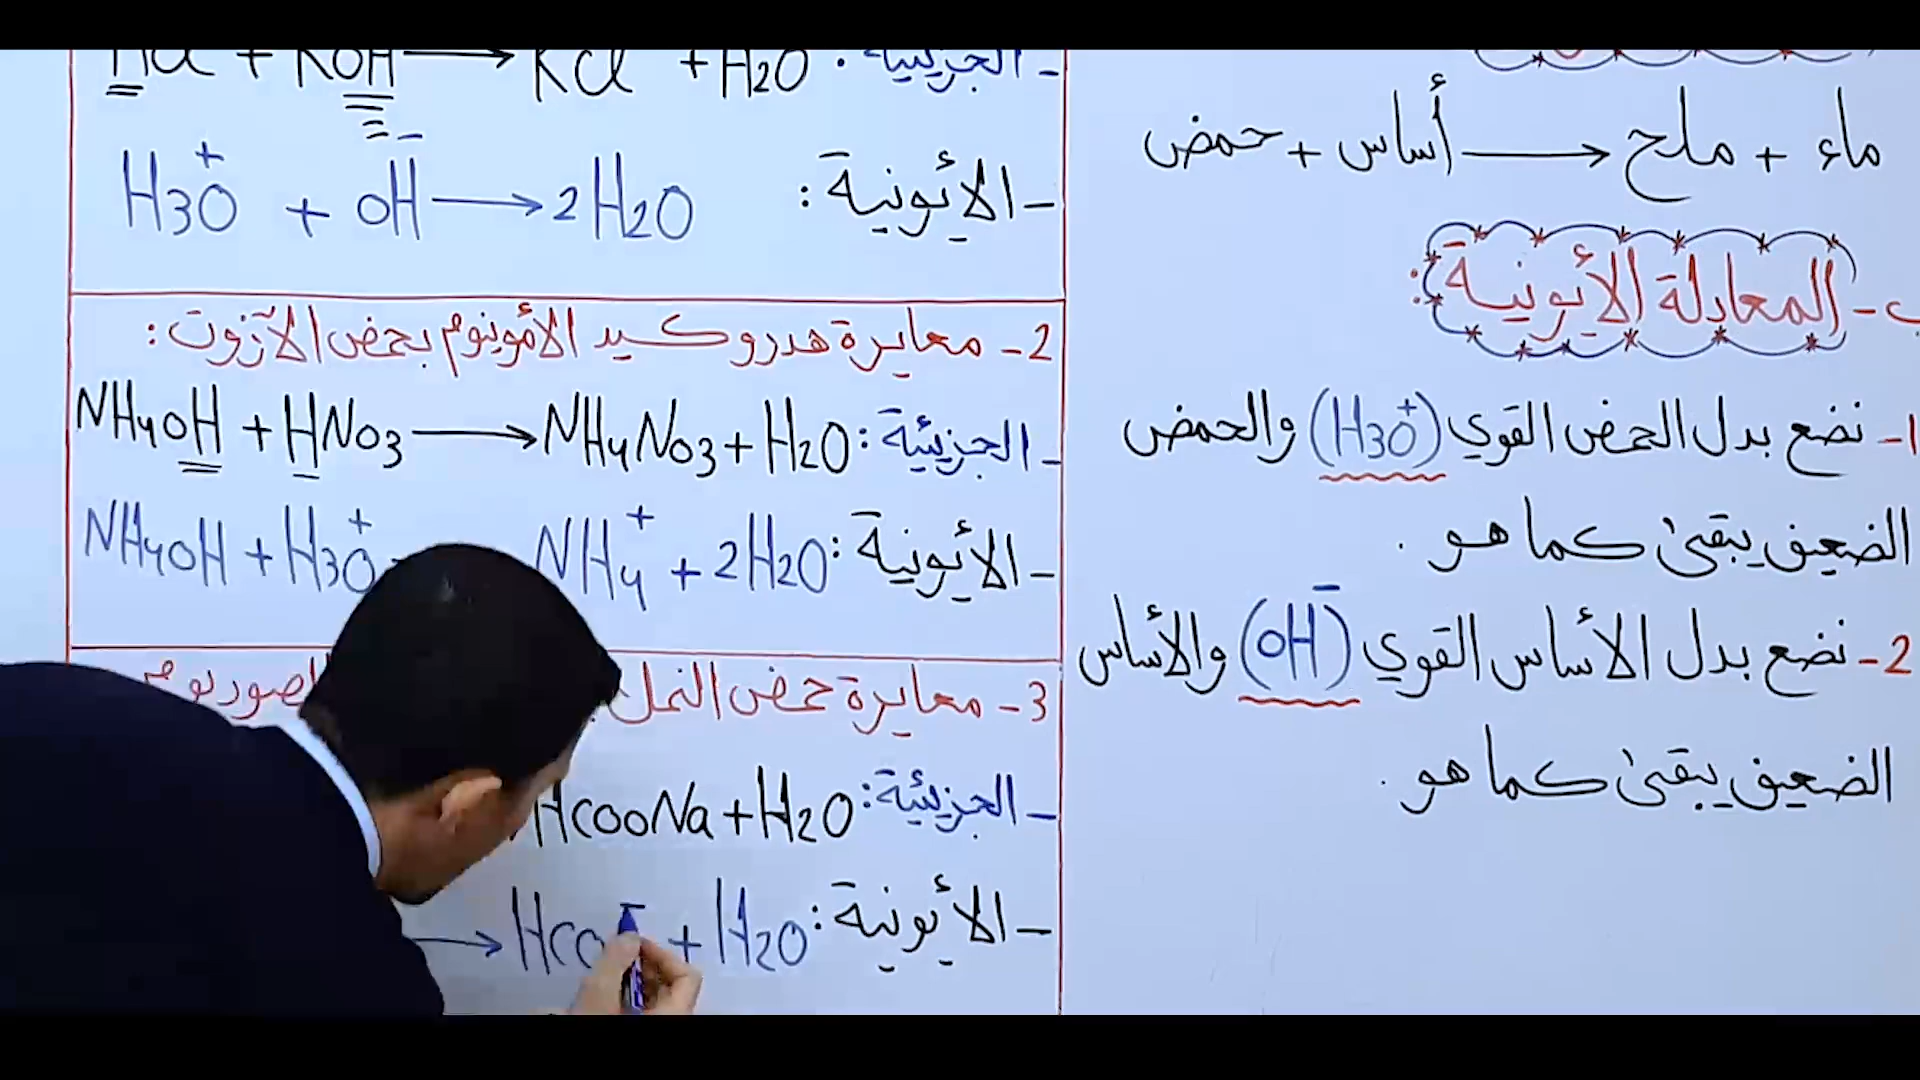 ماء + ملح ⟵ أساس + حمض
ب- المعادلة الأيونية:
1- نضع بدل الحمض القوي (H3O+) والحمض
الضعيف يبقى كما هو.
2- نضع بدل الأساس القوي (OH-) والأساس
الضعيف يبقى كما هو.
- الجزيئية: HCl + KOH → KCl + H2O
- الأيونية: H3O+ + OH- → 2H2O
2- معايرة هدروكسيد الأمونيوم بحمض الآزوت:
- الجزيئية: NH4OH + HNO3 → NH4NO3 + H2O
- الأيونية: NH4OH + H3O+ NH4+ + 2H2O
3- معايرة حمض النمل الصوديوم
- الجزيئية: HCOONa + H2O
- الأيونية: → HCO + H2O